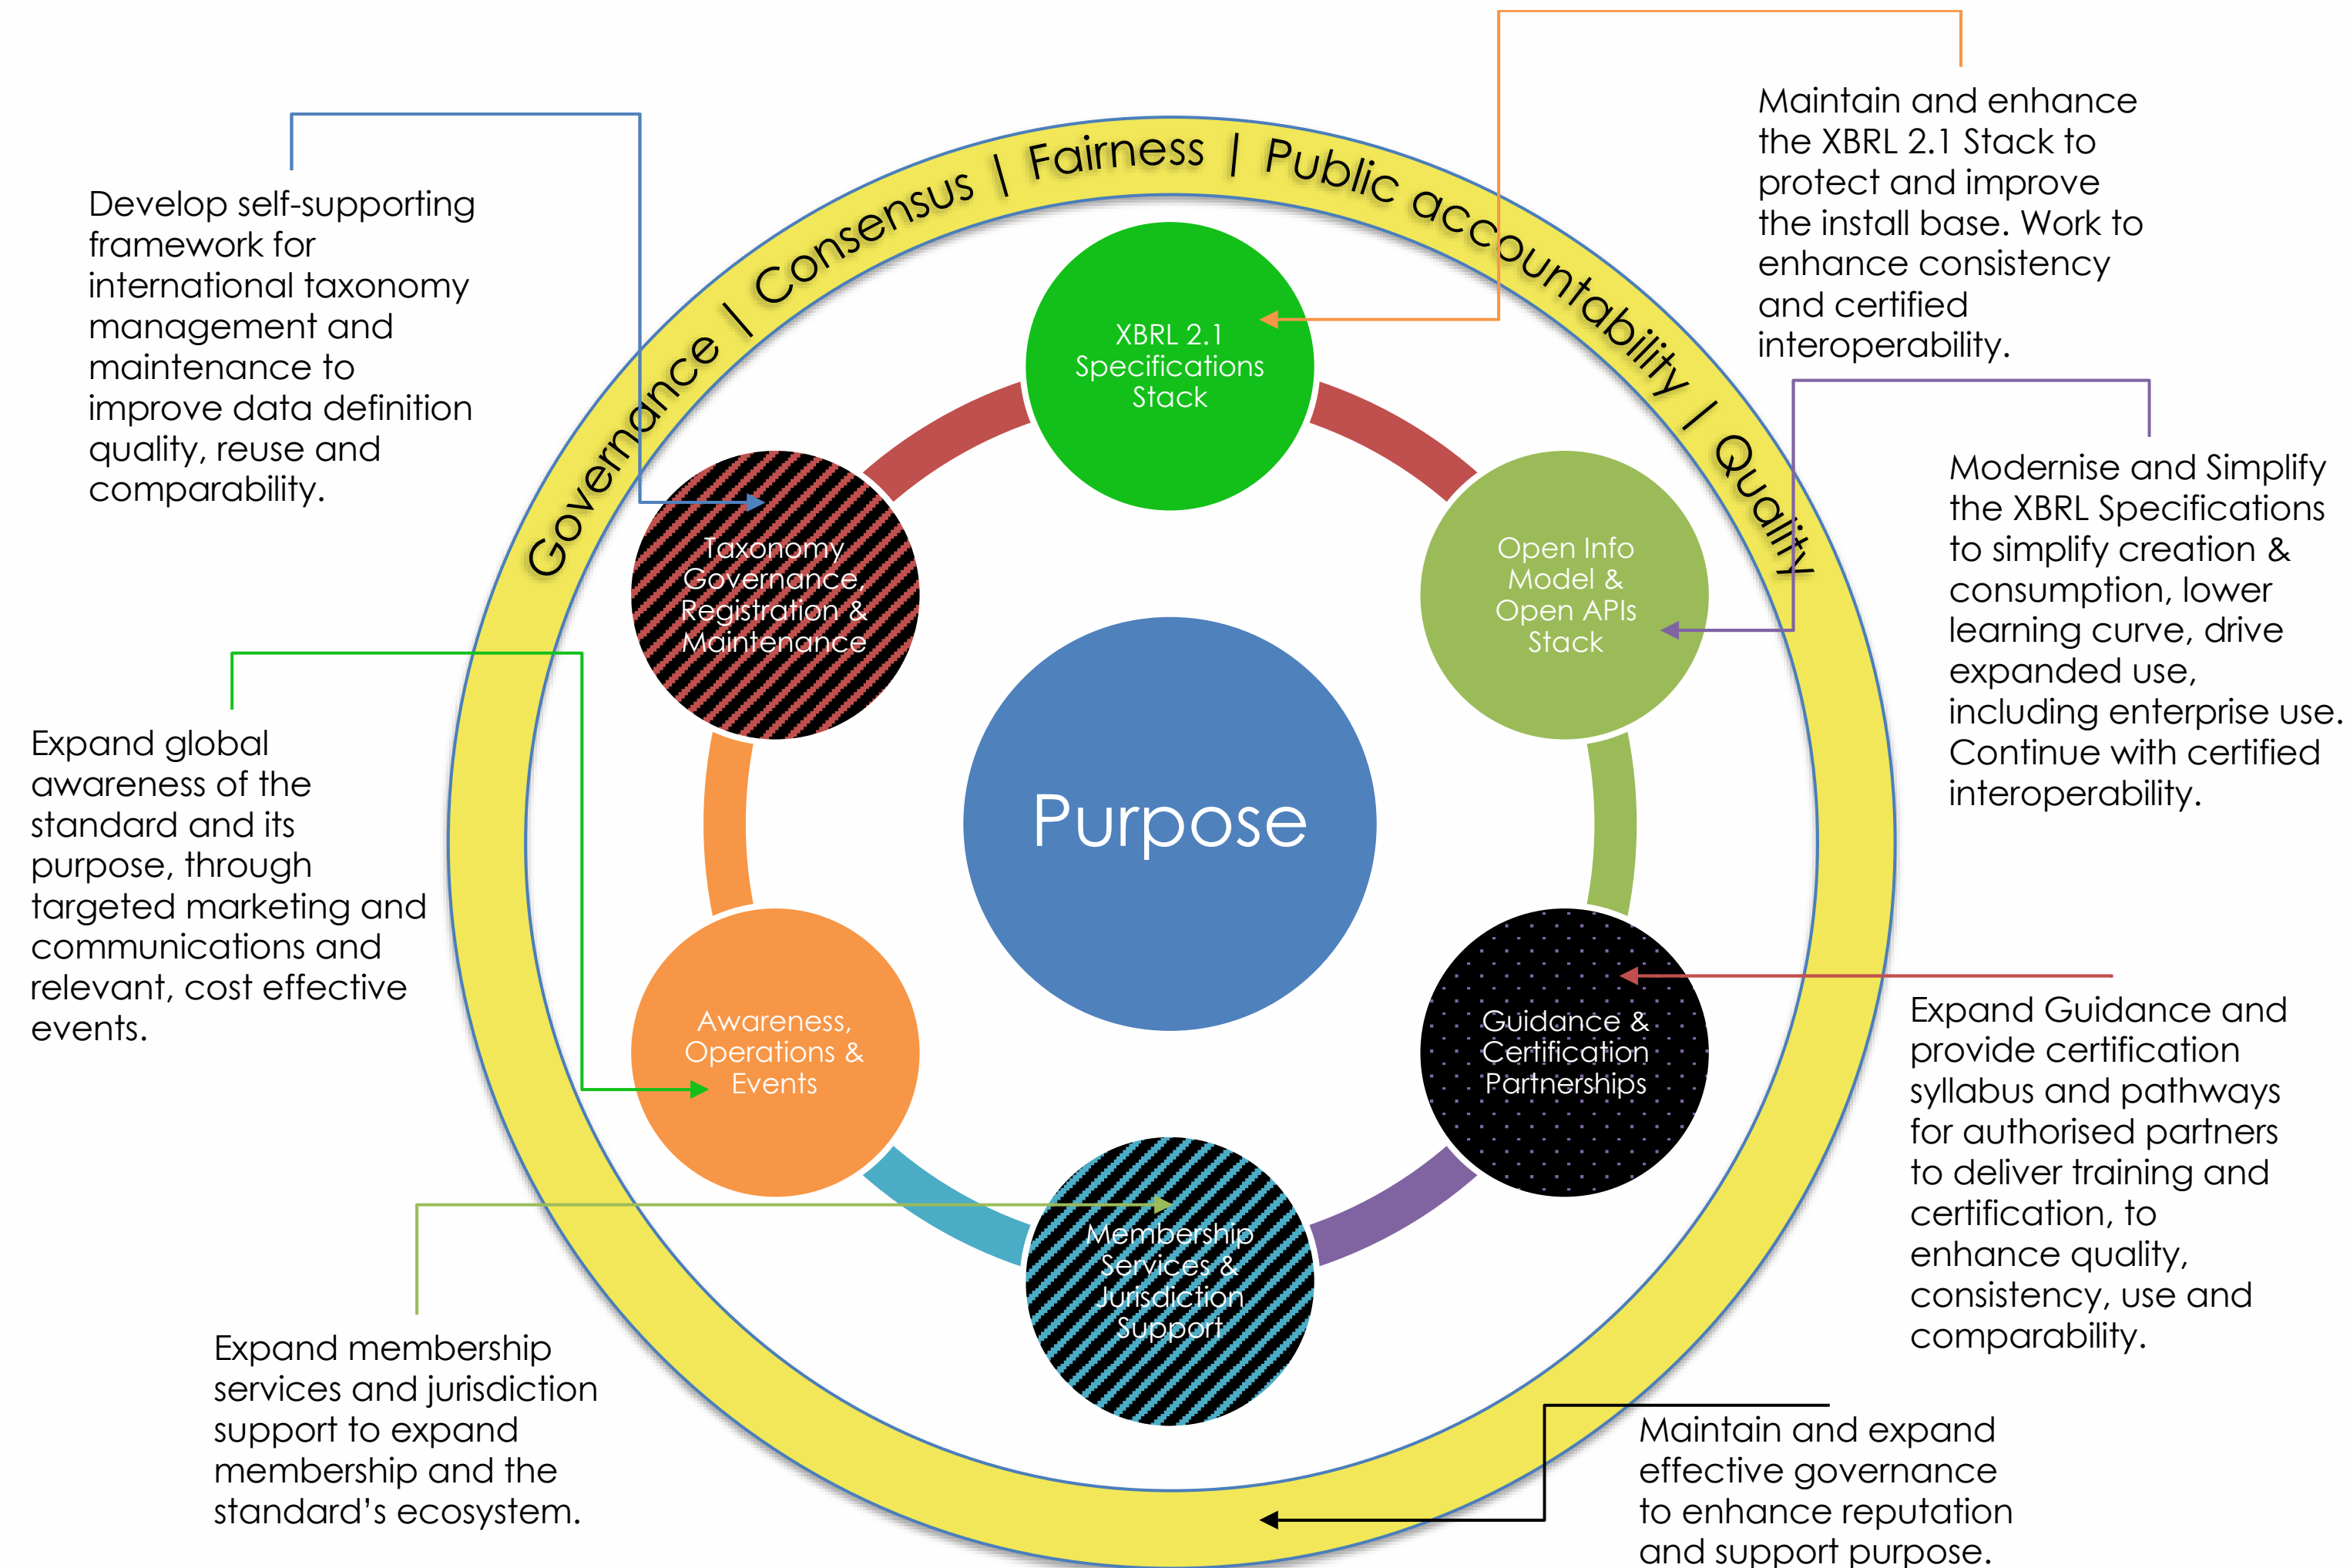 Governance | Consensus | Fairness | Public accountability | Quality
Maintain and enhance
the XBRL 2.1 Stack to
protect and improve
the install base. Work to
enhance consistency
and certified
interoperability.
Develop self-supporting
framework for
international taxonomy
management and
maintenance to
improve data definition
quality, reuse and
comparability.
XBRL 2.1
Specifications
Stack
Taxonomy
Governance,
Registration &
Maintenance
Open Info
Model &
Open APIs
Stack
Modernise and Simplify
the XBRL Specifications
to simplify creation &
consumption, lower
learning curve, drive
expanded use,
including enterprise use.
Continue with certified
interoperability.
Purpose
Expand global
awareness of the
standard and its
purpose, through
targeted marketing and
communications and
relevant, cost effective
events.
Awareness,
Operations &
Events
Guidance &
Certification
Partnerships
Expand Guidance and
provide certification
syllabus and pathways
for authorised partners
to deliver training and
certification, to
enhance quality,
consistency, use and
comparability.
Membership
Services &
Jurisdiction
Support
Expand membership
services and jurisdiction
support to expand
membership and the
standard's ecosystem.
Maintain and expand
effective governance
to enhance reputation
and support purpose.